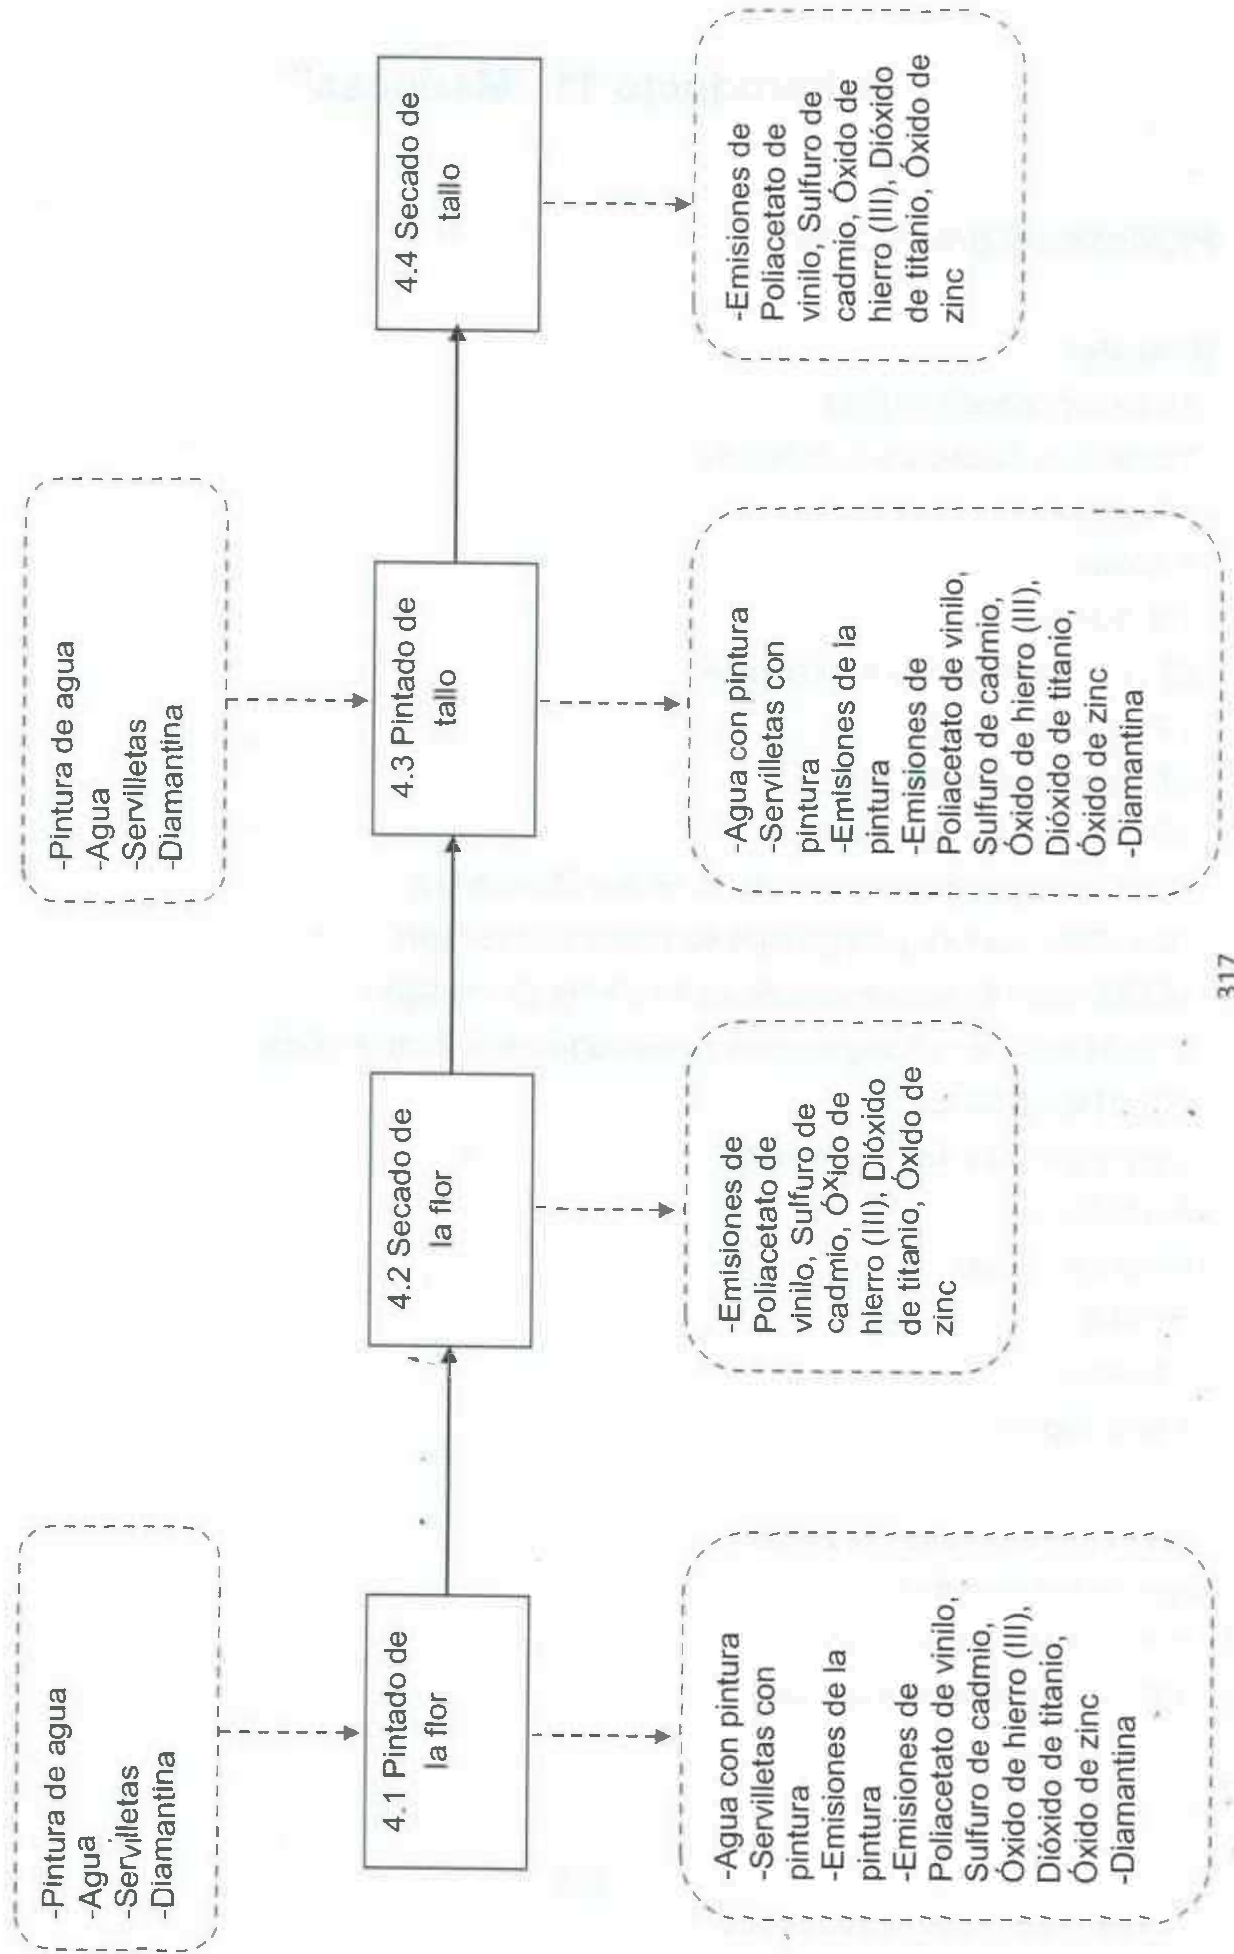 -Pintura de agua
-Agua
-Servilletas
-Diamantina
-Pintura de agua
-Agua
-Servilletas
-Diamantina
4.1 Pintado de
la flor
4.2 Secado de
la flor
4.3 Pintado de
tallo
4.4 Secado de
tallo
-Agua con pintura
-Servilletas con
pintura
-Emisiones de la
pintura
-Emisiones de
Poliacetato de vinilo,
Sulfuro de cadmio,
Óxido de hierro (III),
Dióxido de titanio,
Óxido de zinc
-Diamantina
-Emisiones de
Poliacetato de
vinilo, Sulfuro de
cadmio, Óxido de
hierro (III), Dióxido
de titanio, Óxido de
zinc
-Agua con pintura
-Servilletas con
pintura
-Emisiones de la
pintura
-Emisiones de
Poliacetato de vinilo,
Sulfuro de cadmio,
Óxido de hierro (III),
Dióxido de titanio,
Óxido de zinc
-Diamantina
-Emisiones de
Poliacetato de
vinilo, Sulfuro de
cadmio, Óxido de
hierro (III), Dióxido
de titanio, Óxido de
zinc
317